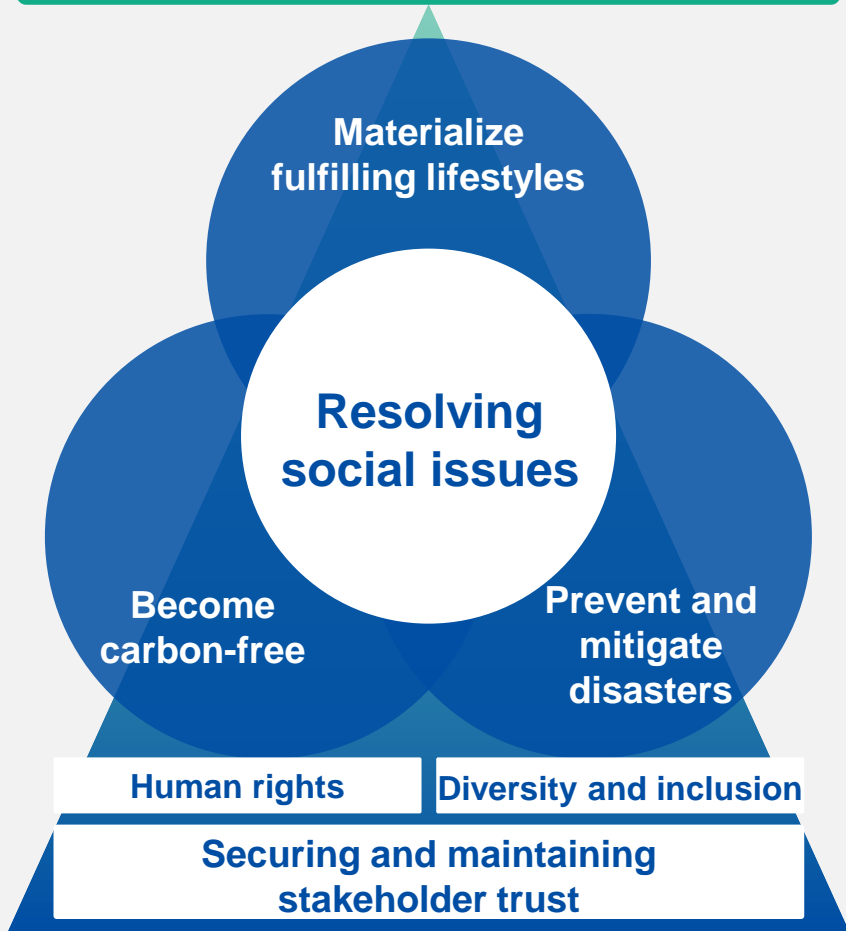 Materialize
fulfilling lifestyles
Resolving
social issues
Become
carbon-free
Prevent and
mitigate
disasters
Human rights
Diversity and inclusion
Securing and maintaining
stakeholder trust